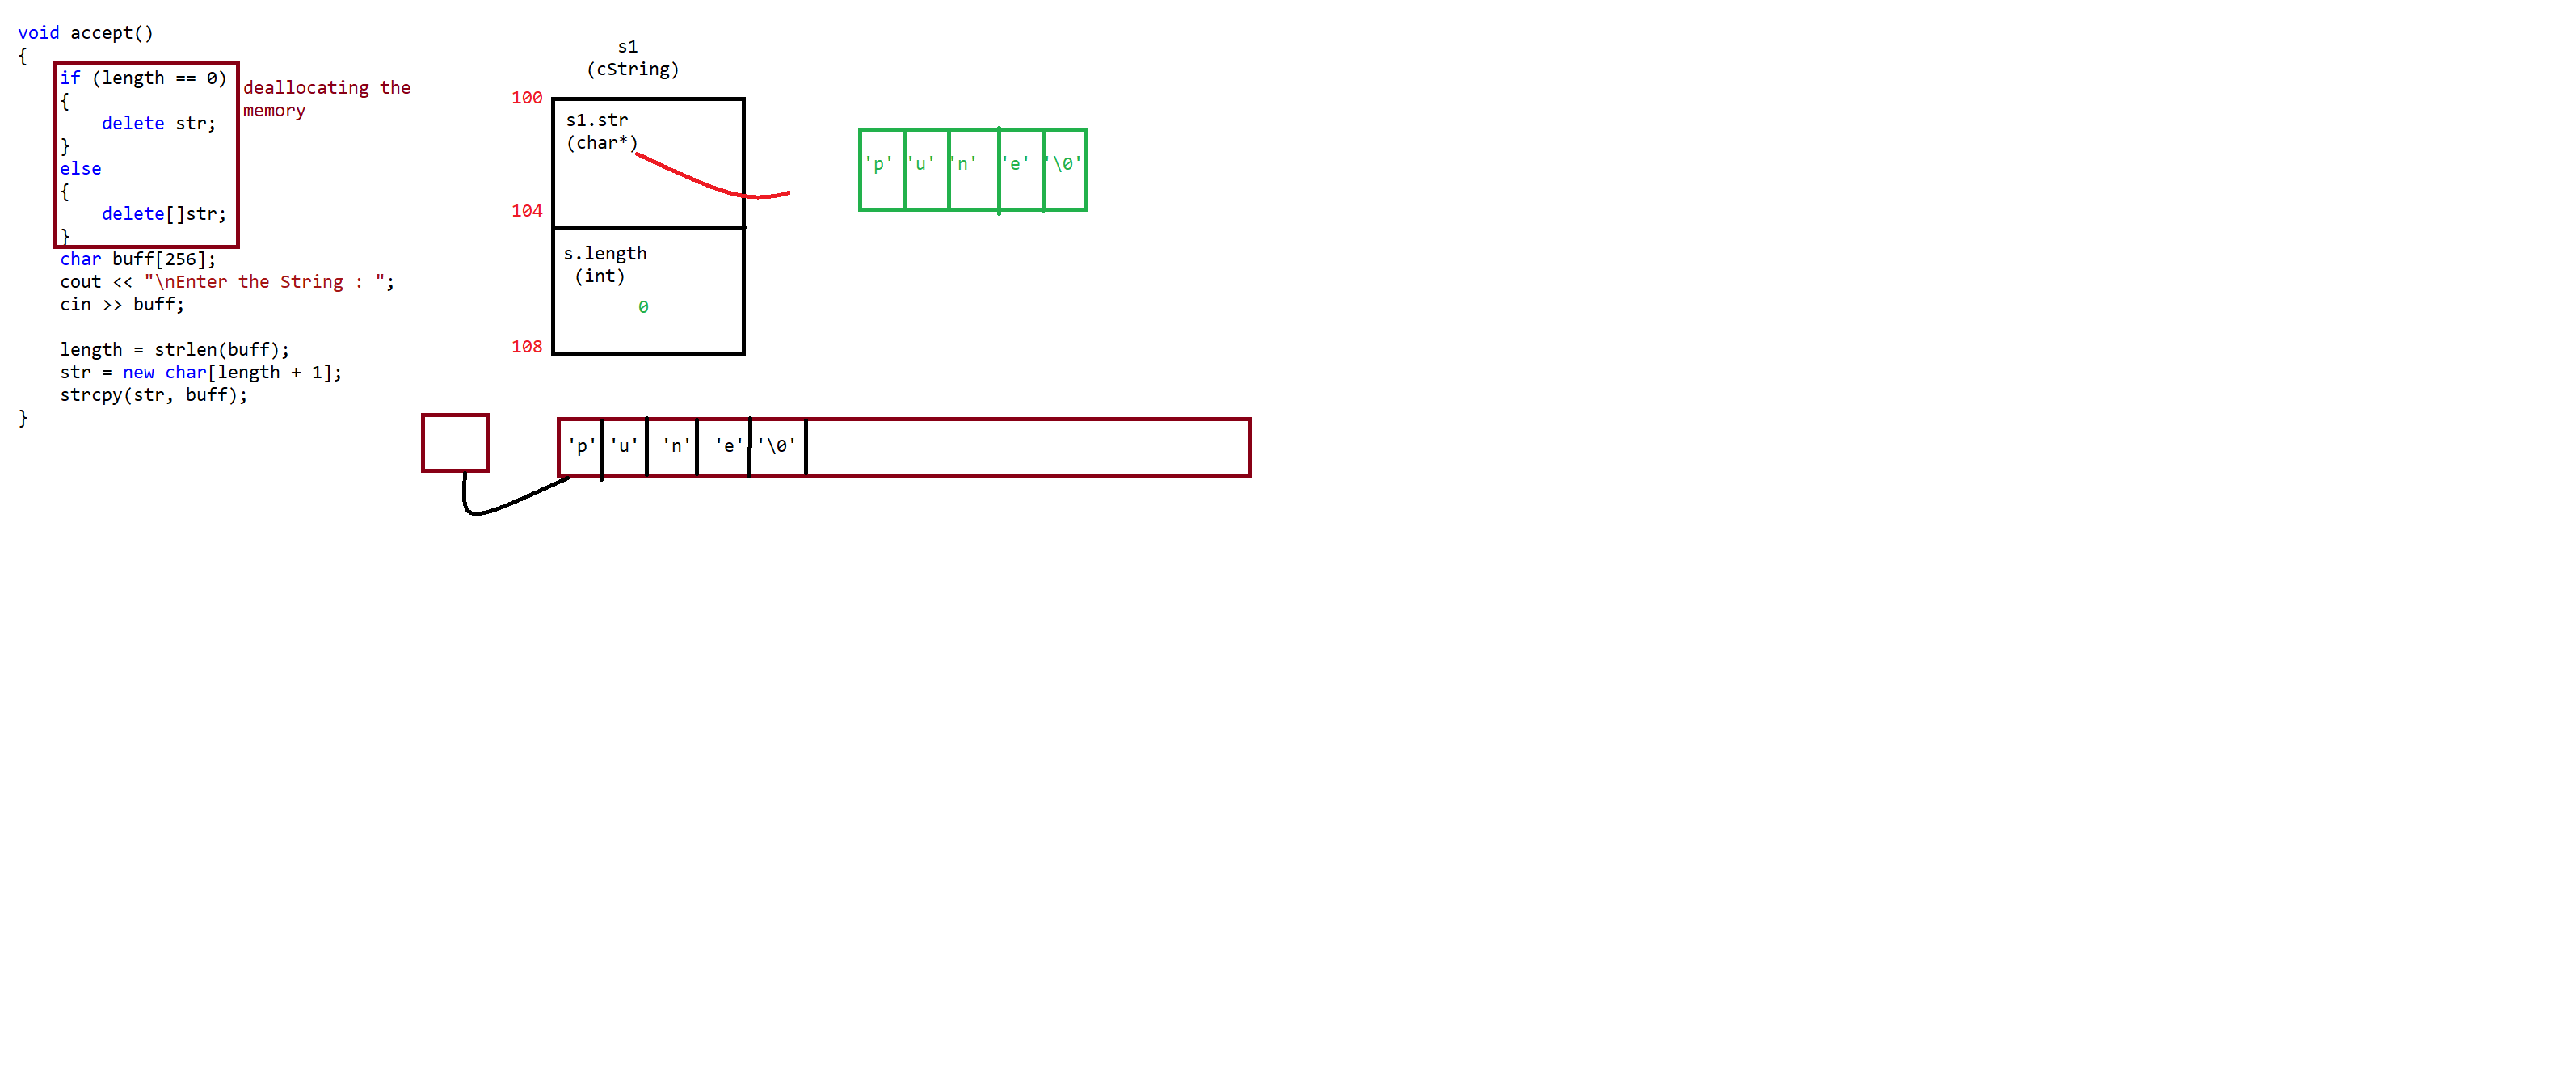 void accept()
{
if (length == 0)
{
delete str;
}
else
{
delete[]str;
}
char buff[256];
cout << "\nEnter the String : ";
cin >> buff;
length = strlen(buff);
str = new char[length + 1];
strcpy(str, buff);
}
deallocating the
memory
s1
(cString)
100
s1.str
(char*)
104
s.length
(int)
0
108
'p' 'u' 'n' 'e' '\0'
'p' 'u' 'n' 'e' '\0'